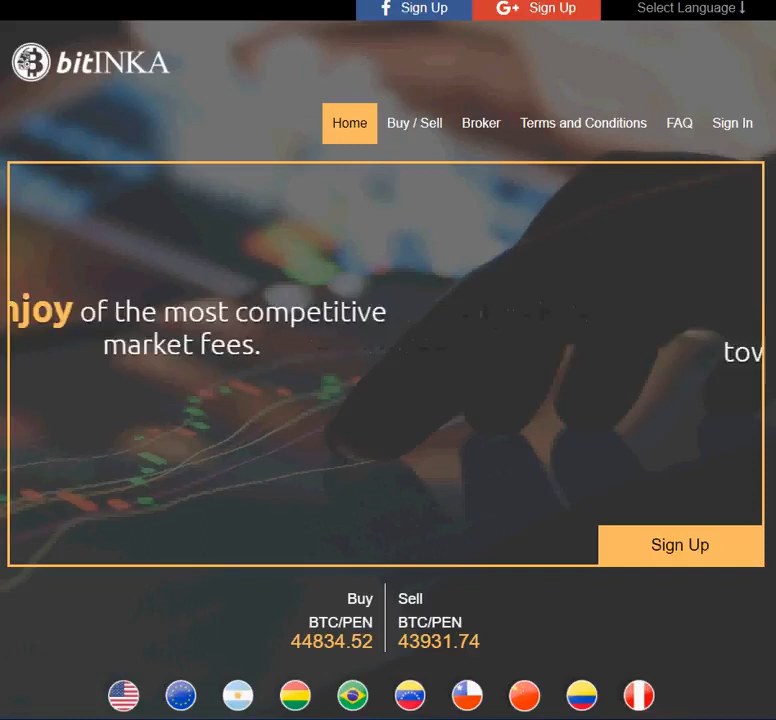 Sign Up
G+ Sign Up
Select Language
bitINKA
Home
Buy / Sell
Broker
Terms and Conditions
FAQ
Sign In
njoy of the most competitive
market fees.
tow
Sign Up
Buy
BTC/PEN
44834.52
Sell
BTC/PEN
43931.74